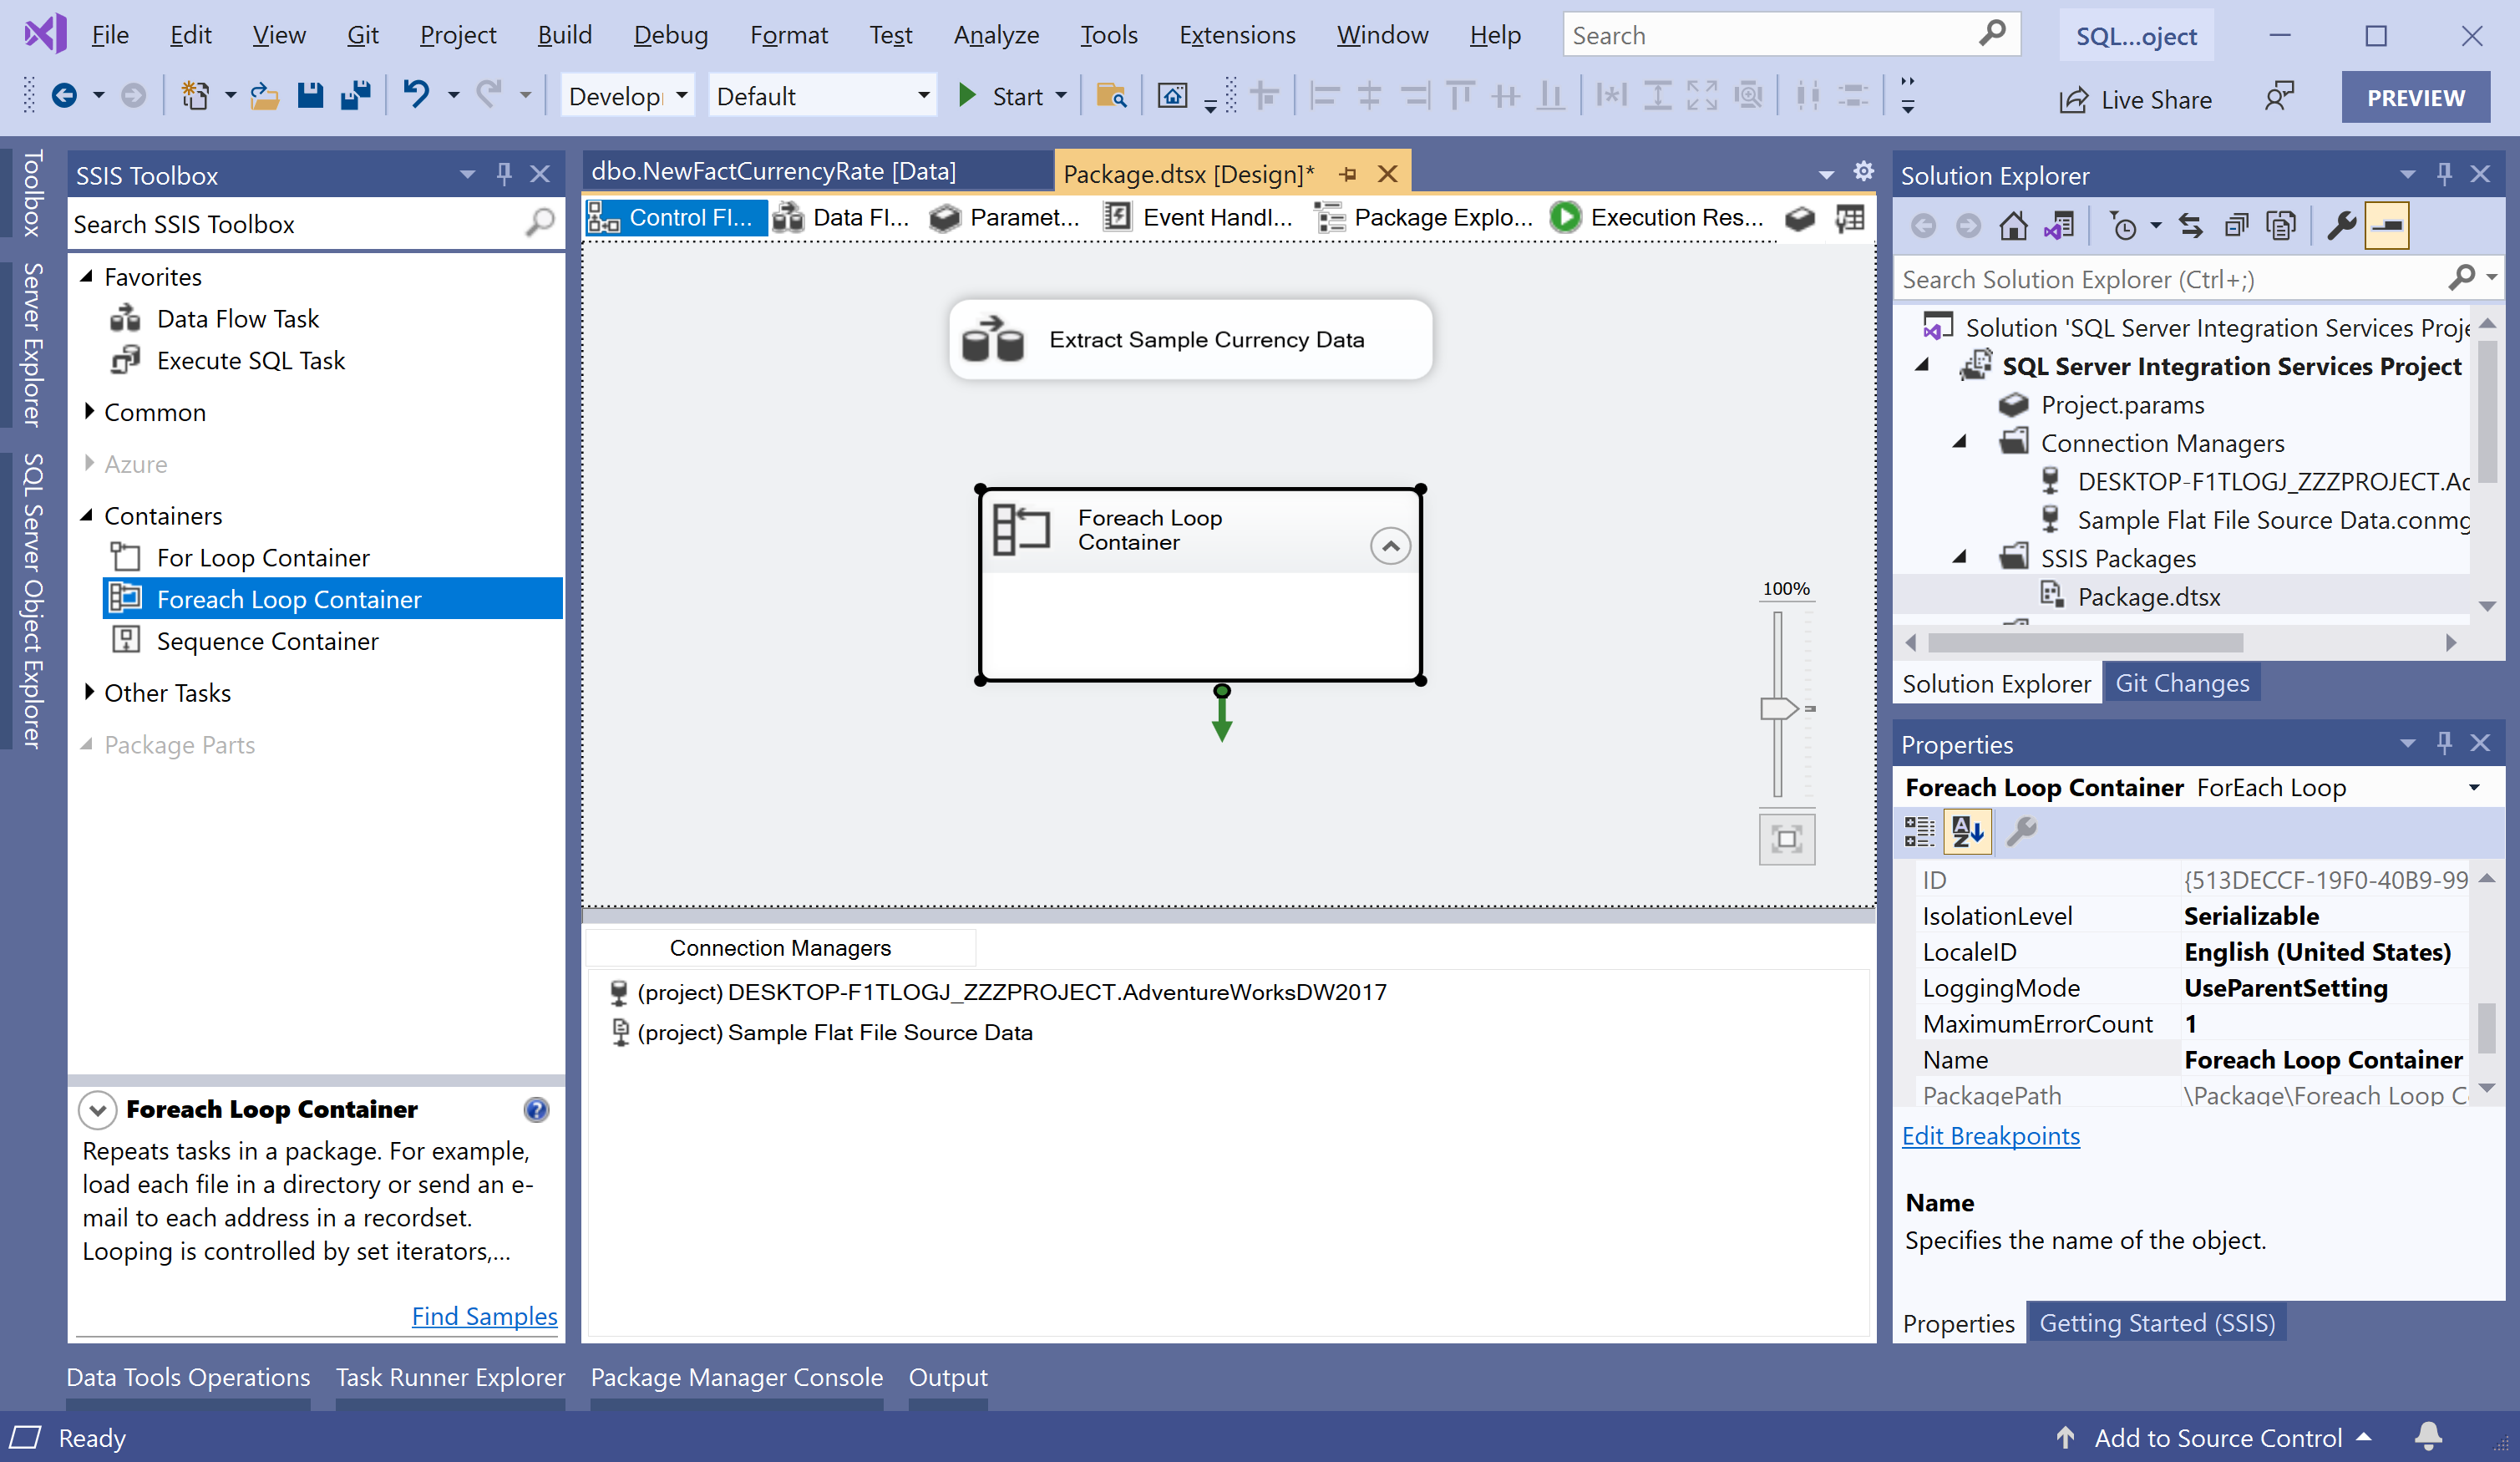 File Edit View Git Project Build Debug Format Test Analyze Tools Extensions Window Help Search SQL...oject
Develop Default Start Live Share PREVIEW
Toolbox
Server Explorer
SQL Server Object Explorer
SSIS Toolbox
Search SSIS Toolbox
Favorites
Data Flow Task
Execute SQL Task
Common
Azure
Containers
For Loop Container
Foreach Loop Container
Sequence Container
Other Tasks
Package Parts
Foreach Loop Container
Repeats tasks in a package. For example,
load each file in a directory or send an e-
mail to each address in a recordset.
Looping is controlled by set iterators,...
Find Samples
dbo.NewFactCurrencyRate [Data] Package.dtsx [Design]*
Control Fl... Data Fl... Paramet... Event Handl... Package Explo... Execution Res...
Extract Sample Currency Data
Foreach Loop
Container
100%
Connection Managers
(project) DESKTOP-F1TLOGJ_ZZZPROJECT.AdventureWorksDW2017
(project) Sample Flat File Source Data
Solution Explorer
Search Solution Explorer (Ctrl+;)
Solution 'SQL Server Integration Services Proje
SQL Server Integration Services Project
Project.params
Connection Managers
DESKTOP-F1TLOGJ_ZZZPROJECT.Ad
Sample Flat File Source Data.conmg
SSIS Packages
Package.dtsx
Solution Explorer Git Changes
Properties
Foreach Loop Container ForEach Loop
ID {513DECCF-19F0-40B9-99
IsolationLevel Serializable
LocaleID English (United States)
LoggingMode UseParentSetting
MaximumErrorCount 1
Name Foreach Loop Container
PackagePath \Package\Foreach Loop C
Edit Breakpoints
Name
Specifies the name of the object.
Properties Getting Started (SSIS)
Data Tools Operations Task Runner Explorer Package Manager Console Output
Ready Add to Source Control